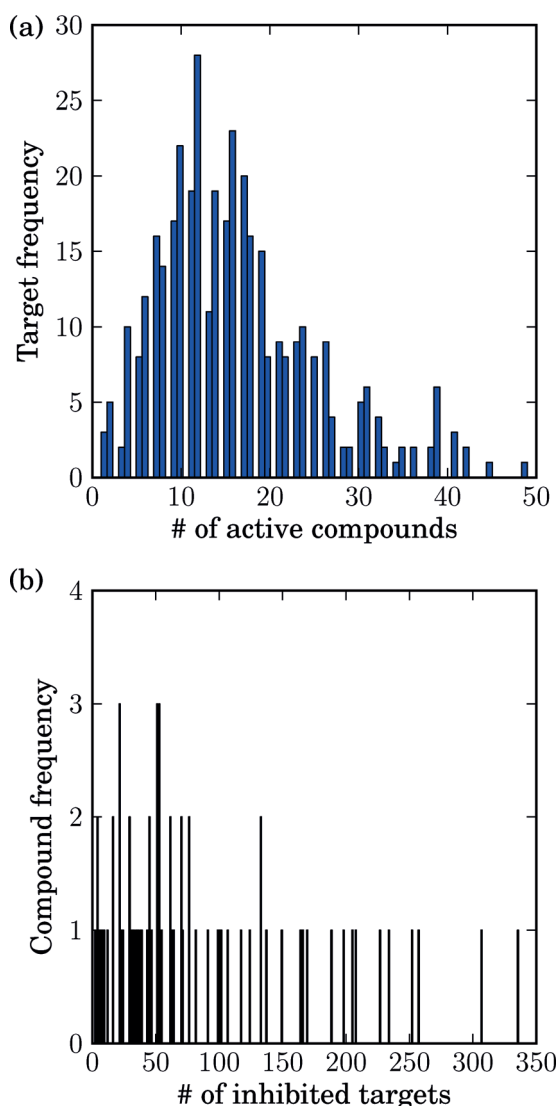 (a)
30
25
20
15
10
5
0
Target frequency
0 10 20 30 40 50
# of active compounds
(b)
4
3
2
1
0
Compound frequency
0 50 100 150 200 250 300 350
# of inhibited targets